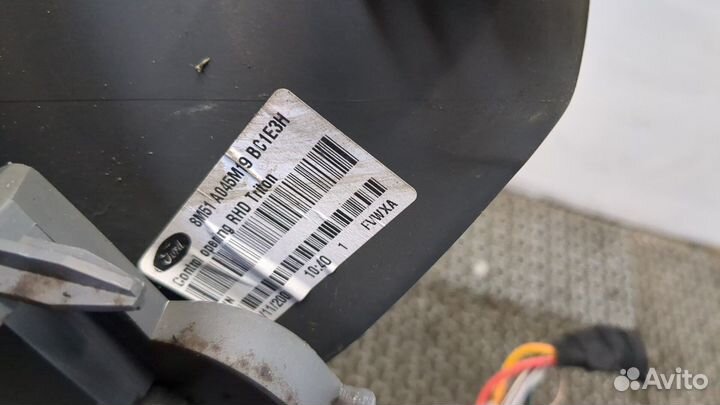 Ford
8M51 A045M19 BC1E3H
Control opening RHD Triton
10:40 1 FVWXA
Avito